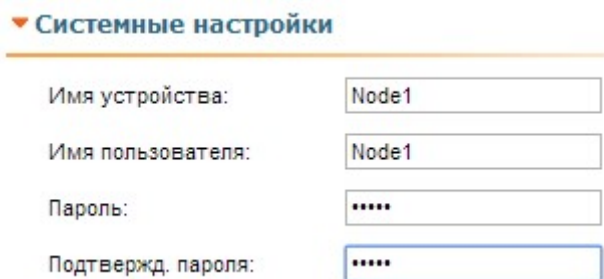 Системные настройки
Имя устройства: Node1
Имя пользователя: Node1
Пароль: •••••
Подтвержд. пароля: •••••